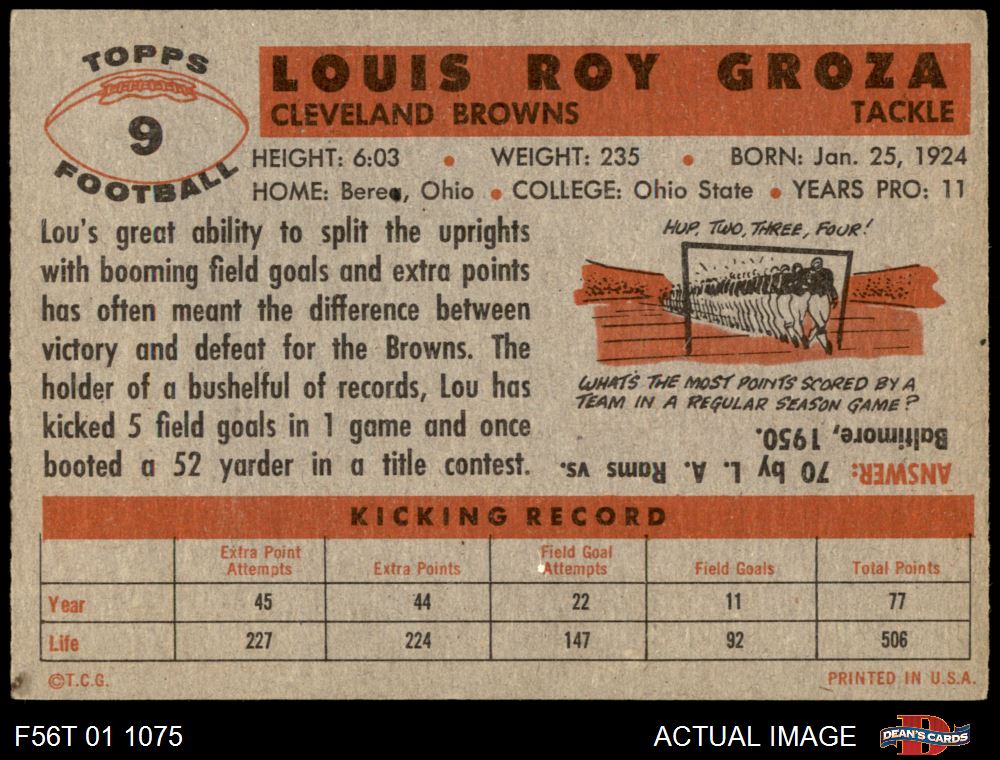 TOPPS
9
FOOTBALL
LOUIS ROY GROZA
CLEVELAND BROWNS TACKLE
HEIGHT: 6:03 • WEIGHT: 235 • BORN: Jan. 25, 1924
HOME: Berea, Ohio • COLLEGE: Ohio State • YEARS PRO: 11
Lou's great ability to split the uprights
with booming field goals and extra points
has often meant the difference between
victory and defeat for the Browns. The
holder of a bushelful of records, Lou has
kicked 5 field goals in 1 game and once
booted a 52 yarder in a title contest.
HUP, TWO, THREE, FOUR!
WHAT'S THE MOST POINTS SCORED BY A
TEAM IN A REGULAR SEASON GAME?
ANSWER: 70 by L. A. Rams vs.
Baltimore, 1950.
KICKING RECORD
Extra Point Attempts Extra Points Field Goal Attempts Field Goals Total Points
Year 45 44 22 11 77
Life 227 224 147 92 506
©T.C.G. PRINTED IN U.S.A.
F56T 01 1075 ACTUAL IMAGE DEAN'S CARDS